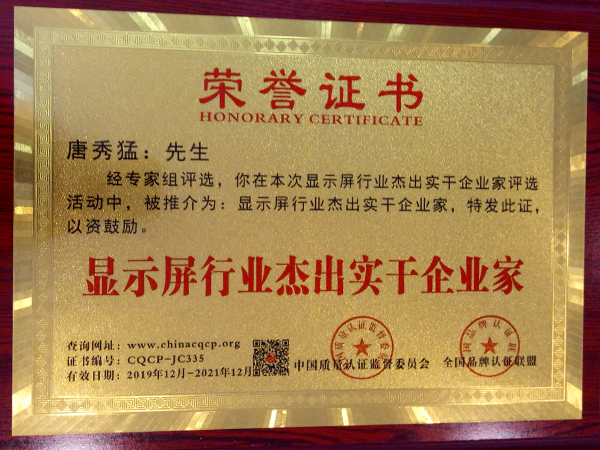 荣誉证书
HONORARY CERTIFICATE
唐秀猛：先生
经专家组评选，你在本次显示屏行业杰出实干企业家评选
活动中，被推介为：显示屏行业杰出实干企业家，特发此证，
以资鼓励。
显示屏行业杰出实干企业家
查询网址：www.chinacqcp.org
证书编号：CQCP-JC335
有效日期：2019年12月-2021年12月
中国质量认证监督委员会
全国品牌认证联盟